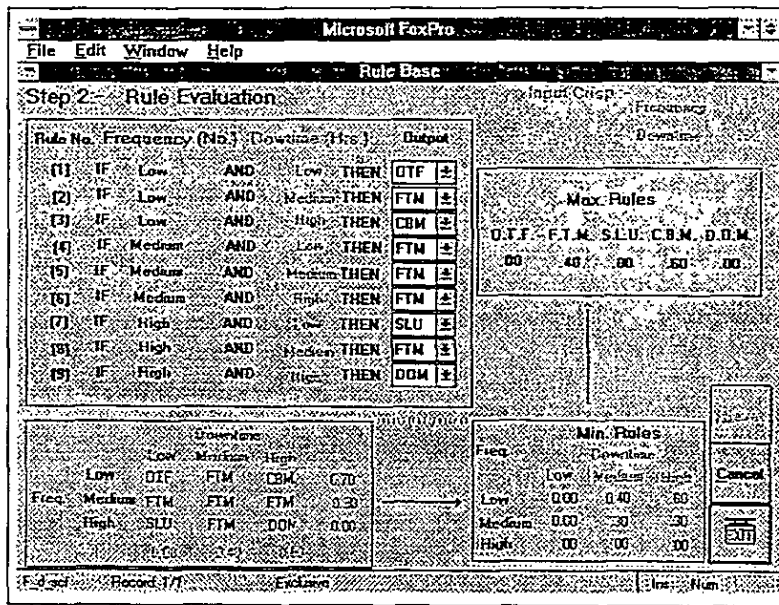 Microsoft FoxPro
File Edit Window Help
Rule Base
Step 2:- Rule Evaluation
Input Crisp
Frequency
Downtime
Rule No. Frequency (No.) Dowtime (Hrs.) Output
[1] IF Low AND Low THEN OTF
[2] IF Low AND Medium THEN FTM
[3] IF Low AND High THEN CBM
[4] IF Medium AND Low THEN FTM
[5] IF Medium AND Medium THEN FTM
[6] IF Medium AND High THEN FTM
[7] IF High AND Low THEN SLU
[8] IF High AND Medium THEN FTM
[9] IF High AND High THEN DOM
Max. Rules
O.T.F. F.T.M. S.L.U. C.B.M. D.O.M.
.00 .40 .00 .60 .00
Downtime
Low Medium High
Low OTF FTM CBM 0.70
Freq. Medium FTM FTM FTM 0.30
High SLU FTM DOM 0.00
Min. Rules
Freq. Downtime
Low Medium High
Low 0.00 0.40 .60
Medium 0.00 .30 .30
High .00 .00 .00
Cancel
EXIT
Record 1/1 Exclusive Ins Num